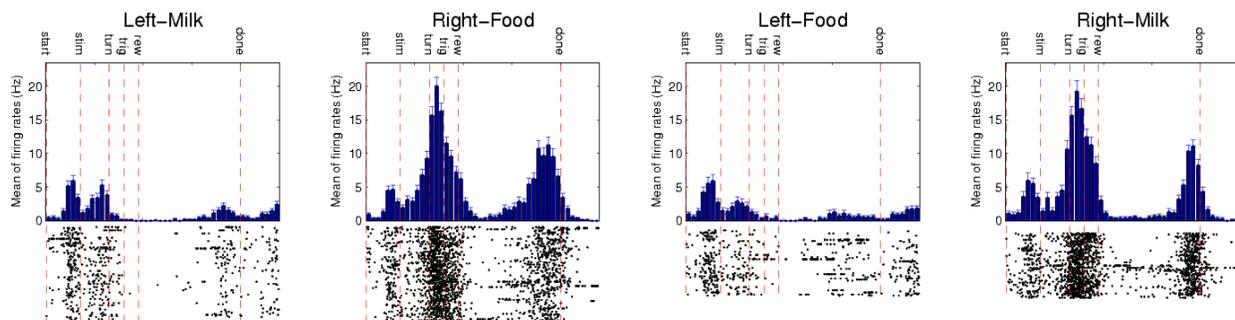 Left-Milk
start
stim
turn
trig
rew
done
Mean of firing rates (Hz)
20
15
10
5
0
Right-Food
start
stim
turn
trig
rew
done
Mean of firing rates (Hz)
20
15
10
5
0
Left-Food
start
stim
turn
trig
rew
done
Mean of firing rates (Hz)
20
15
10
5
0
Right-Milk
start
stim
turn
trig
rew
done
Mean of firing rates (Hz)
20
15
10
5
0